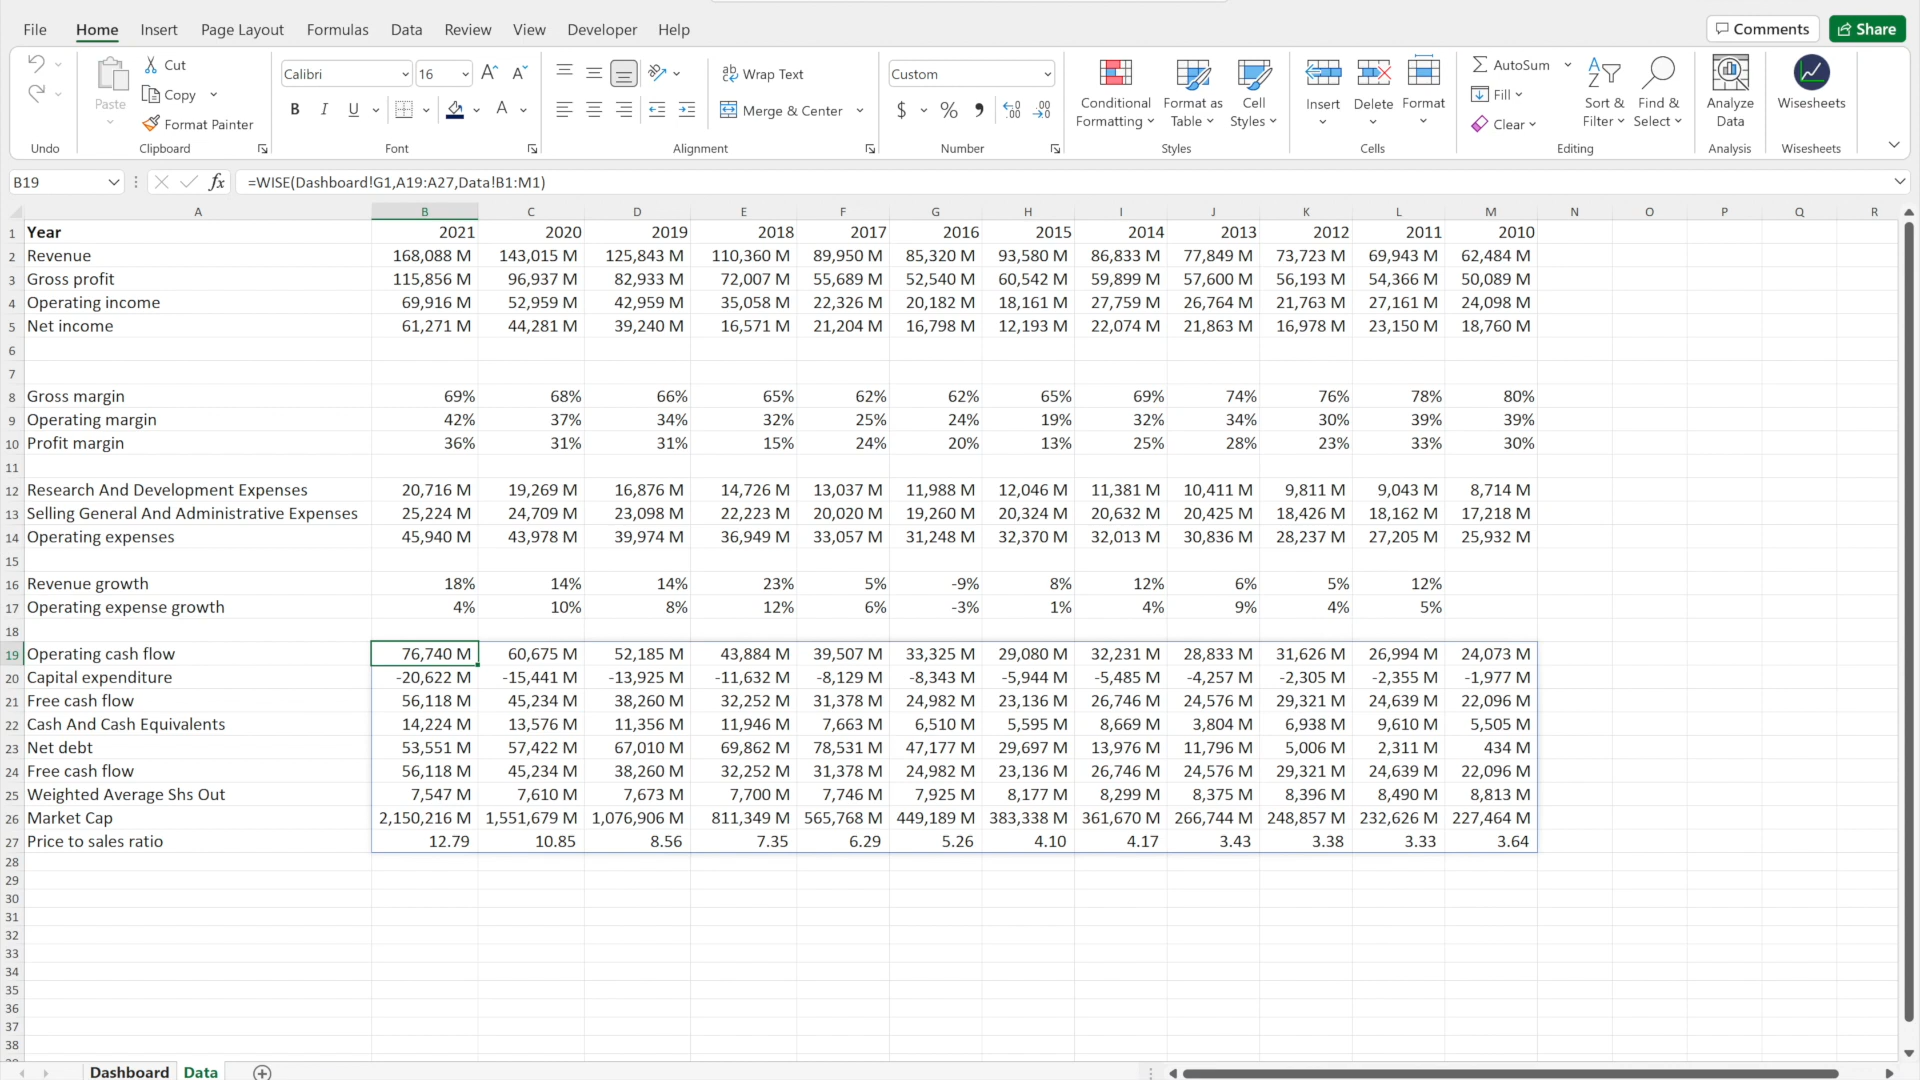 File Home Insert Page Layout Formulas Data Review View Developer Help Comments Share
Paste
Cut
Copy
Format Painter
Calibri 16
B I U A
ab Wrap Text
Merge & Center
Custom
$ % 9
Conditional Formatting
Format as Table
Cell Styles
Insert Delete Format
AutoSum
Fill
Clear
Sort & Filter
Find & Select
Analyze Data
Wisesheets
Undo Clipboard Font Alignment Number Styles Cells Editing Analysis Wisesheets
B19 fx =WISE(Dashboard!G1,A19:A27,Data!B1:M1)
A B C D E F G H I J K L M N O P Q R
1 Year 2021 2020 2019 2018 2017 2016 2015 2014 2013 2012 2011 2010
2 Revenue 168,088 M 143,015 M 125,843 M 110,360 M 89,950 M 85,320 M 93,580 M 86,833 M 77,849 M 73,723 M 69,943 M 62,484 M
3 Gross profit 115,856 M 96,937 M 82,933 M 72,007 M 55,689 M 52,540 M 60,542 M 59,899 M 57,600 M 56,193 M 54,366 M 50,089 M
4 Operating income 69,916 M 52,959 M 42,959 M 35,058 M 22,326 M 20,182 M 18,161 M 27,759 M 26,764 M 21,763 M 27,161 M 24,098 M
5 Net income 61,271 M 44,281 M 39,240 M 16,571 M 21,204 M 16,798 M 12,193 M 22,074 M 21,863 M 16,978 M 23,150 M 18,760 M
6
7
8 Gross margin 69% 68% 66% 65% 62% 62% 65% 69% 74% 76% 78% 80%
9 Operating margin 42% 37% 34% 32% 25% 24% 19% 32% 34% 30% 39% 39%
10 Profit margin 36% 31% 31% 15% 24% 20% 13% 25% 28% 23% 33% 30%
11
12 Research And Development Expenses 20,716 M 19,269 M 16,876 M 14,726 M 13,037 M 11,988 M 12,046 M 11,381 M 10,411 M 9,811 M 9,043 M 8,714 M
13 Selling General And Administrative Expenses 25,224 M 24,709 M 23,098 M 22,223 M 20,020 M 19,260 M 20,324 M 20,632 M 20,425 M 18,426 M 18,162 M 17,218 M
14 Operating expenses 45,940 M 43,978 M 39,974 M 36,949 M 33,057 M 31,248 M 32,370 M 32,013 M 30,836 M 28,237 M 27,205 M 25,932 M
15
16 Revenue growth 18% 14% 14% 23% 5% -9% 8% 12% 6% 5% 12%
17 Operating expense growth 4% 10% 8% 12% 6% -3% 1% 4% 9% 4% 5%
18
19 Operating cash flow 76,740 M 60,675 M 52,185 M 43,884 M 39,507 M 33,325 M 29,080 M 32,231 M 28,833 M 31,626 M 26,994 M 24,073 M
20 Capital expenditure -20,622 M -15,441 M -13,925 M -11,632 M -8,129 M -8,343 M -5,944 M -5,485 M -4,257 M -2,305 M -2,355 M -1,977 M
21 Free cash flow 56,118 M 45,234 M 38,260 M 32,252 M 31,378 M 24,982 M 23,136 M 26,746 M 24,576 M 29,321 M 24,639 M 22,096 M
22 Cash And Cash Equivalents 14,224 M 13,576 M 11,356 M 11,946 M 7,663 M 6,510 M 5,595 M 8,669 M 3,804 M 6,938 M 9,610 M 5,505 M
23 Net debt 53,551 M 57,422 M 67,010 M 69,862 M 78,531 M 47,177 M 29,697 M 13,976 M 11,796 M 5,006 M 2,311 M 434 M
24 Free cash flow 56,118 M 45,234 M 38,260 M 32,252 M 31,378 M 24,982 M 23,136 M 26,746 M 24,576 M 29,321 M 24,639 M 22,096 M
25 Weighted Average Shs Out 7,547 M 7,610 M 7,673 M 7,700 M 7,746 M 7,925 M 8,177 M 8,299 M 8,375 M 8,396 M 8,490 M 8,813 M
26 Market Cap 2,150,216 M 1,551,679 M 1,076,906 M 811,349 M 565,768 M 449,189 M 383,338 M 361,670 M 266,744 M 248,857 M 232,626 M 227,464 M
27 Price to sales ratio 12.79 10.85 8.56 7.35 6.29 5.26 4.10 4.17 3.43 3.38 3.33 3.64
28
29
30
31
32
33
34
35
36
37
38
Dashboard Data